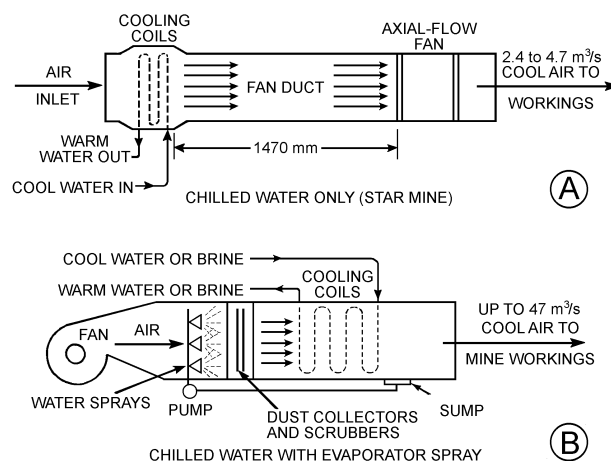 COOLING
COILS
AXIAL-FLOW
FAN
AIR
INLET
FAN DUCT
2.4 to 4.7 m³/s
COOL AIR TO
WORKINGS
WARM
WATER OUT
COOL WATER IN
1470 mm
CHILLED WATER ONLY (STAR MINE)
A
COOL WATER OR BRINE
WARM WATER OR BRINE
COOLING
COILS
FAN
AIR
UP TO 47 m³/s
COOL AIR TO
MINE WORKINGS
WATER SPRAYS
PUMP
DUST COLLECTORS
AND SCRUBBERS
SUMP
CHILLED WATER WITH EVAPORATOR SPRAY
B